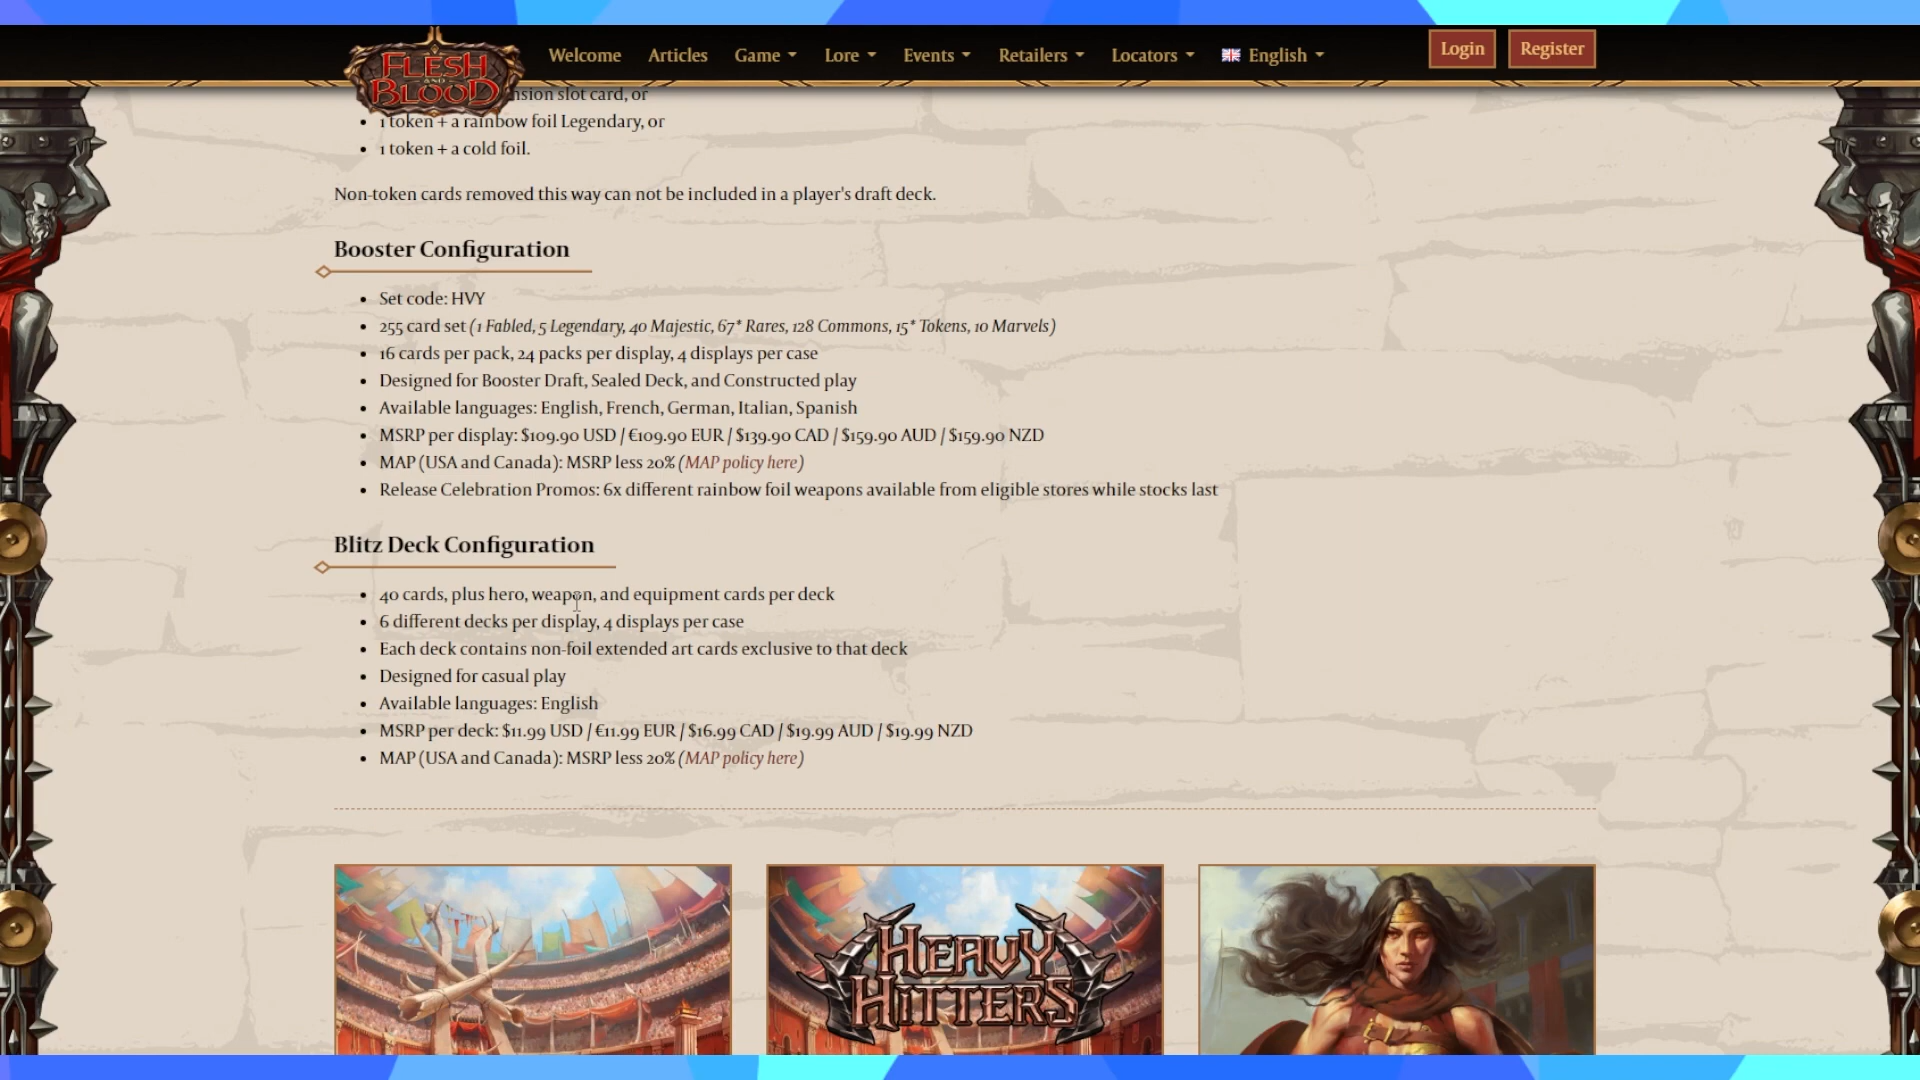 FLESH
AND
BLOOD
Welcome
Articles
Game
Lore
Events
Retailers
Locators
English
Login
Register
slot card, or
1 token + a rainbow foil Legendary, or
1 token + a cold foil.
Non-token cards removed this way can not be included in a player's draft deck.
Booster Configuration
Set code: HVY
255 card set (1 Fabled, 5 Legendary, 40 Majestic, 67* Rares, 128 Commons, 15* Tokens, 10 Marvels)
16 cards per pack, 24 packs per display, 4 displays per case
Designed for Booster Draft, Sealed Deck, and Constructed play
Available languages: English, French, German, Italian, Spanish
MSRP per display: $109.90 USD / €109.90 EUR / $139.90 CAD / $159.90 AUD / $159.90 NZD
MAP (USA and Canada): MSRP less 20% (MAP policy here)
Release Celebration Promos: 6x different rainbow foil weapons available from eligible stores while stocks last
Blitz Deck Configuration
40 cards, plus hero, weapon, and equipment cards per deck
6 different decks per display, 4 displays per case
Each deck contains non-foil extended art cards exclusive to that deck
Designed for casual play
Available languages: English
MSRP per deck: $11.99 USD / €11.99 EUR / $16.99 CAD / $19.99 AUD / $19.99 NZD
MAP (USA and Canada): MSRP less 20% (MAP policy here)
HEAVY
HITTERS